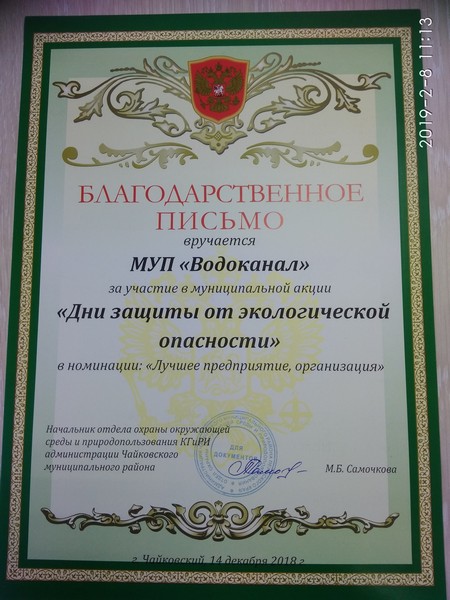 БЛАГОДАРСТВЕННОЕ
ПИСЬМО
вручается
МУП «Водоканал»
за участие в муниципальной акции
«Дни защиты от экологической
опасности»
в номинации: «Лучшее предприятие, организация»
Начальник отдела охраны окружающей
среды и природопользования КГиРИ
администрации Чайковского
муниципального района
ДЛЯ
ДОКУМЕНТОВ
М.Б. Самочкова
г. Чайковский, 14 декабря 2018 г
2019-2-8 11:13